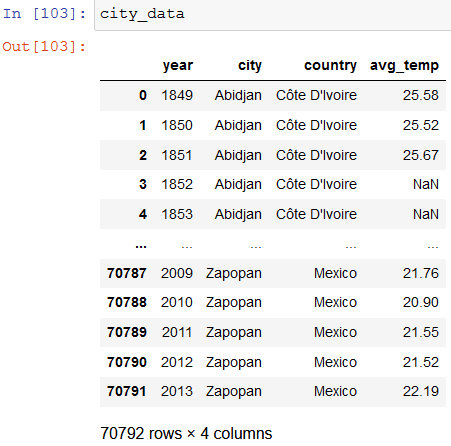 In [103]: city_data
Out[103]:
year city country avg_temp
0 1849 Abidjan Côte D'Ivoire 25.58
1 1850 Abidjan Côte D'Ivoire 25.52
2 1851 Abidjan Côte D'Ivoire 25.67
3 1852 Abidjan Côte D'Ivoire NaN
4 1853 Abidjan Côte D'Ivoire NaN
... ... ... ... ...
70787 2009 Zapopan Mexico 21.76
70788 2010 Zapopan Mexico 20.90
70789 2011 Zapopan Mexico 21.55
70790 2012 Zapopan Mexico 21.52
70791 2013 Zapopan Mexico 22.19
70792 rows × 4 columns